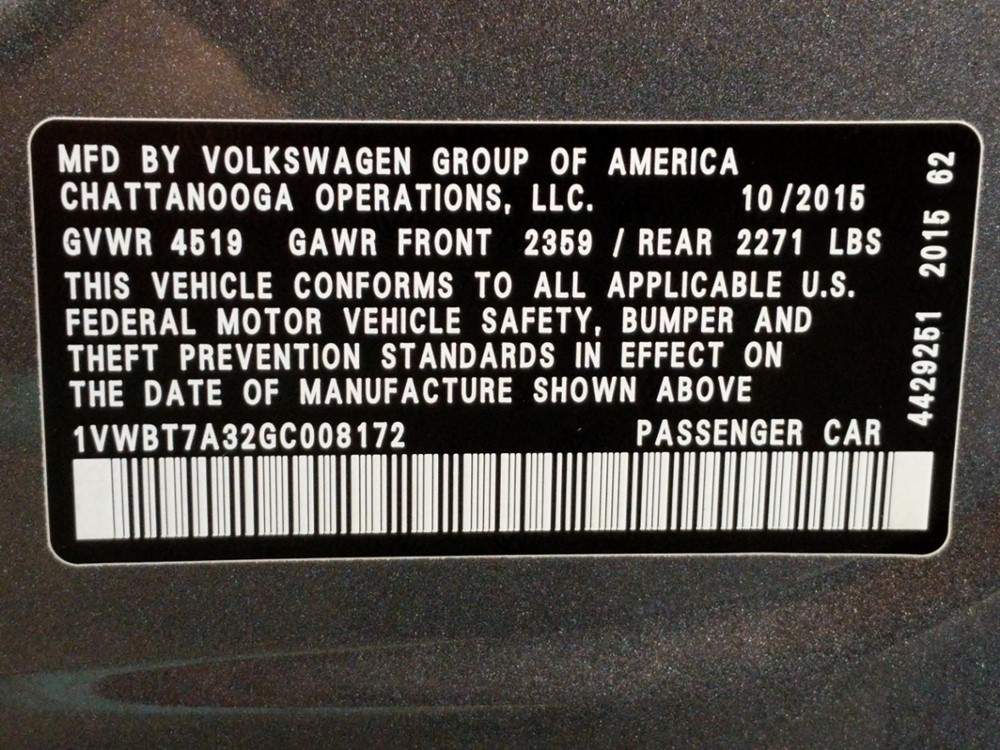 MFD BY VOLKSWAGEN GROUP OF AMERICA
CHATTANOOGA OPERATIONS, LLC. 10/2015
GVWR 4519 GAWR FRONT 2359 / REAR 2271 LBS
THIS VEHICLE CONFORMS TO ALL APPLICABLE U.S.
FEDERAL MOTOR VEHICLE SAFETY, BUMPER AND
THEFT PREVENTION STANDARDS IN EFFECT ON
THE DATE OF MANUFACTURE SHOWN ABOVE
1VWBT7A32GC008172 PASSENGER CAR
4429251 2015 62